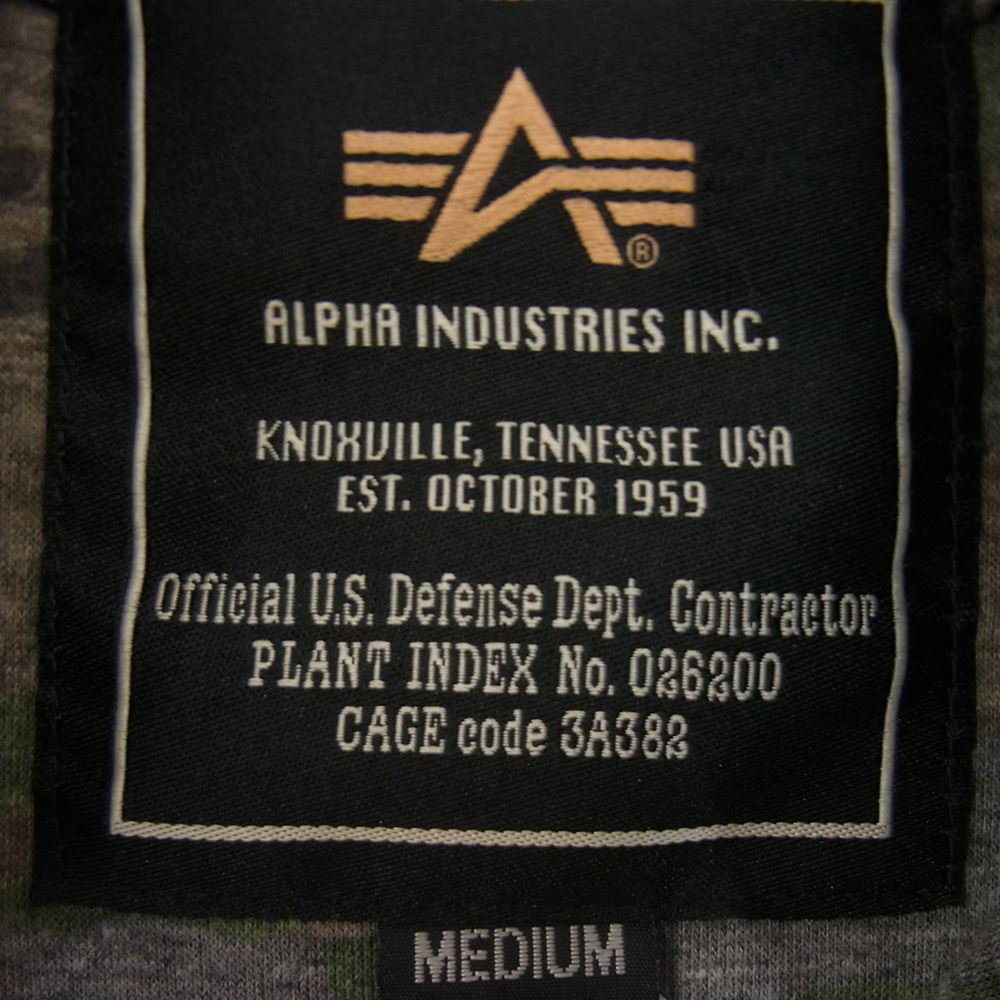 ®
ALPHA INDUSTRIES INC.
KNOXVILLE, TENNESSEE USA
EST. OCTOBER 1959
Official U.S. Defense Dept. Contractor
PLANT INDEX No. 026200
CAGE code 3A382
MEDIUM